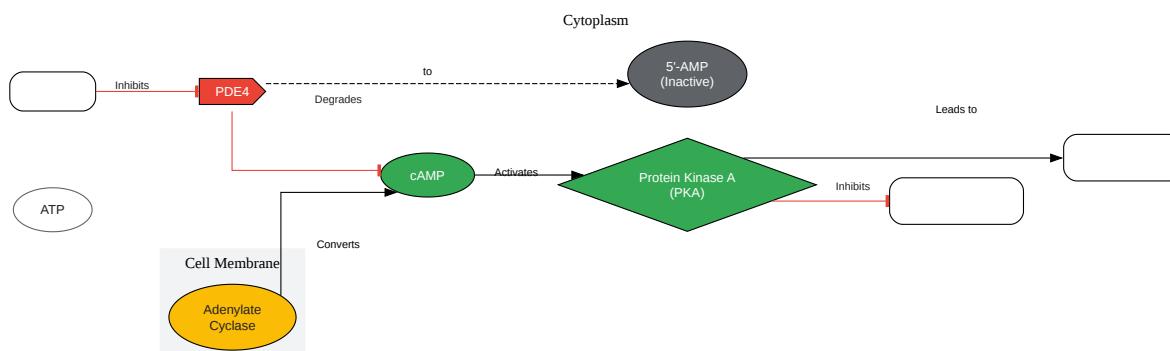 Cytoplasm
5'-AMP
(Inactive)
to
Inhibits
PDE4
Degrades
Leads to
cAMP
Activates
Protein Kinase A
(PKA)
Inhibits
ATP
Converts
Cell Membrane
Adenylate
Cyclase